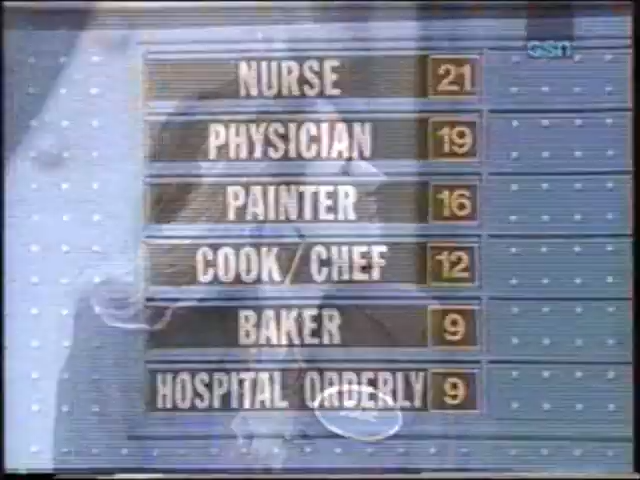 GSN
NURSE 21
PHYSICIAN 19
PAINTER 16
COOK/CHEF 12
BAKER 9
HOSPITAL ORDERLY 9